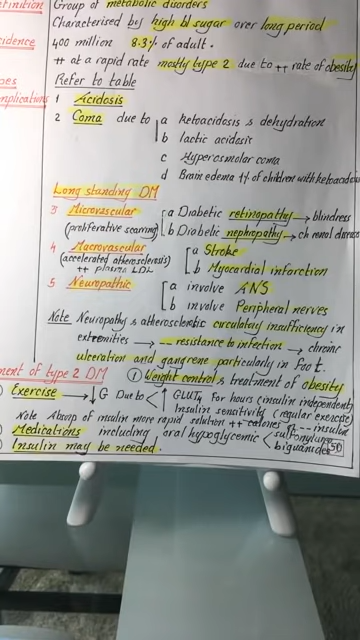 Group of metabolic disorders
Characterised by high bl sugar over long period
400 million 8.3% of adult.
++ at a rapid rate mostly type 2 due to ++ rate of obesity
Refer to table
1 Acidosis
2 Coma due to a ketoacidosis & dehydration
b lactic acidosis
c Hyperosmolar coma
d Brain edema 1% of children with ketoacidosis
Long standing DM
3 Microvascular a Diabetic retinopathy → blindness
(proliferative scarring) b Diabetic nephropathy → ch renal
4 Macrovascular a Stroke
(accelerated atherosclerosis) b Myocardial infarction
++ plasma LDL
5 Neuropathic a involve ANS
b involve Peripheral nerves
Note Neuropathy & atherosclerotic circulatory insufficiency in
extremities → resistance to infection → chronic
ulceration and gangrene particularly in Foot.
ment of type 2 DM ① Weight control & treatment of obesity
Exercise → ↓G Due to < ↑ GLUT4 For hours (insulin independent)
Insulin sensitivity (regular exercise)
Note Absorp of insulin more rapid solution ++ calories or -- insulin
Medications including oral hypoglycemic < sulfonylurea
biguanides
Insulin may be needed.